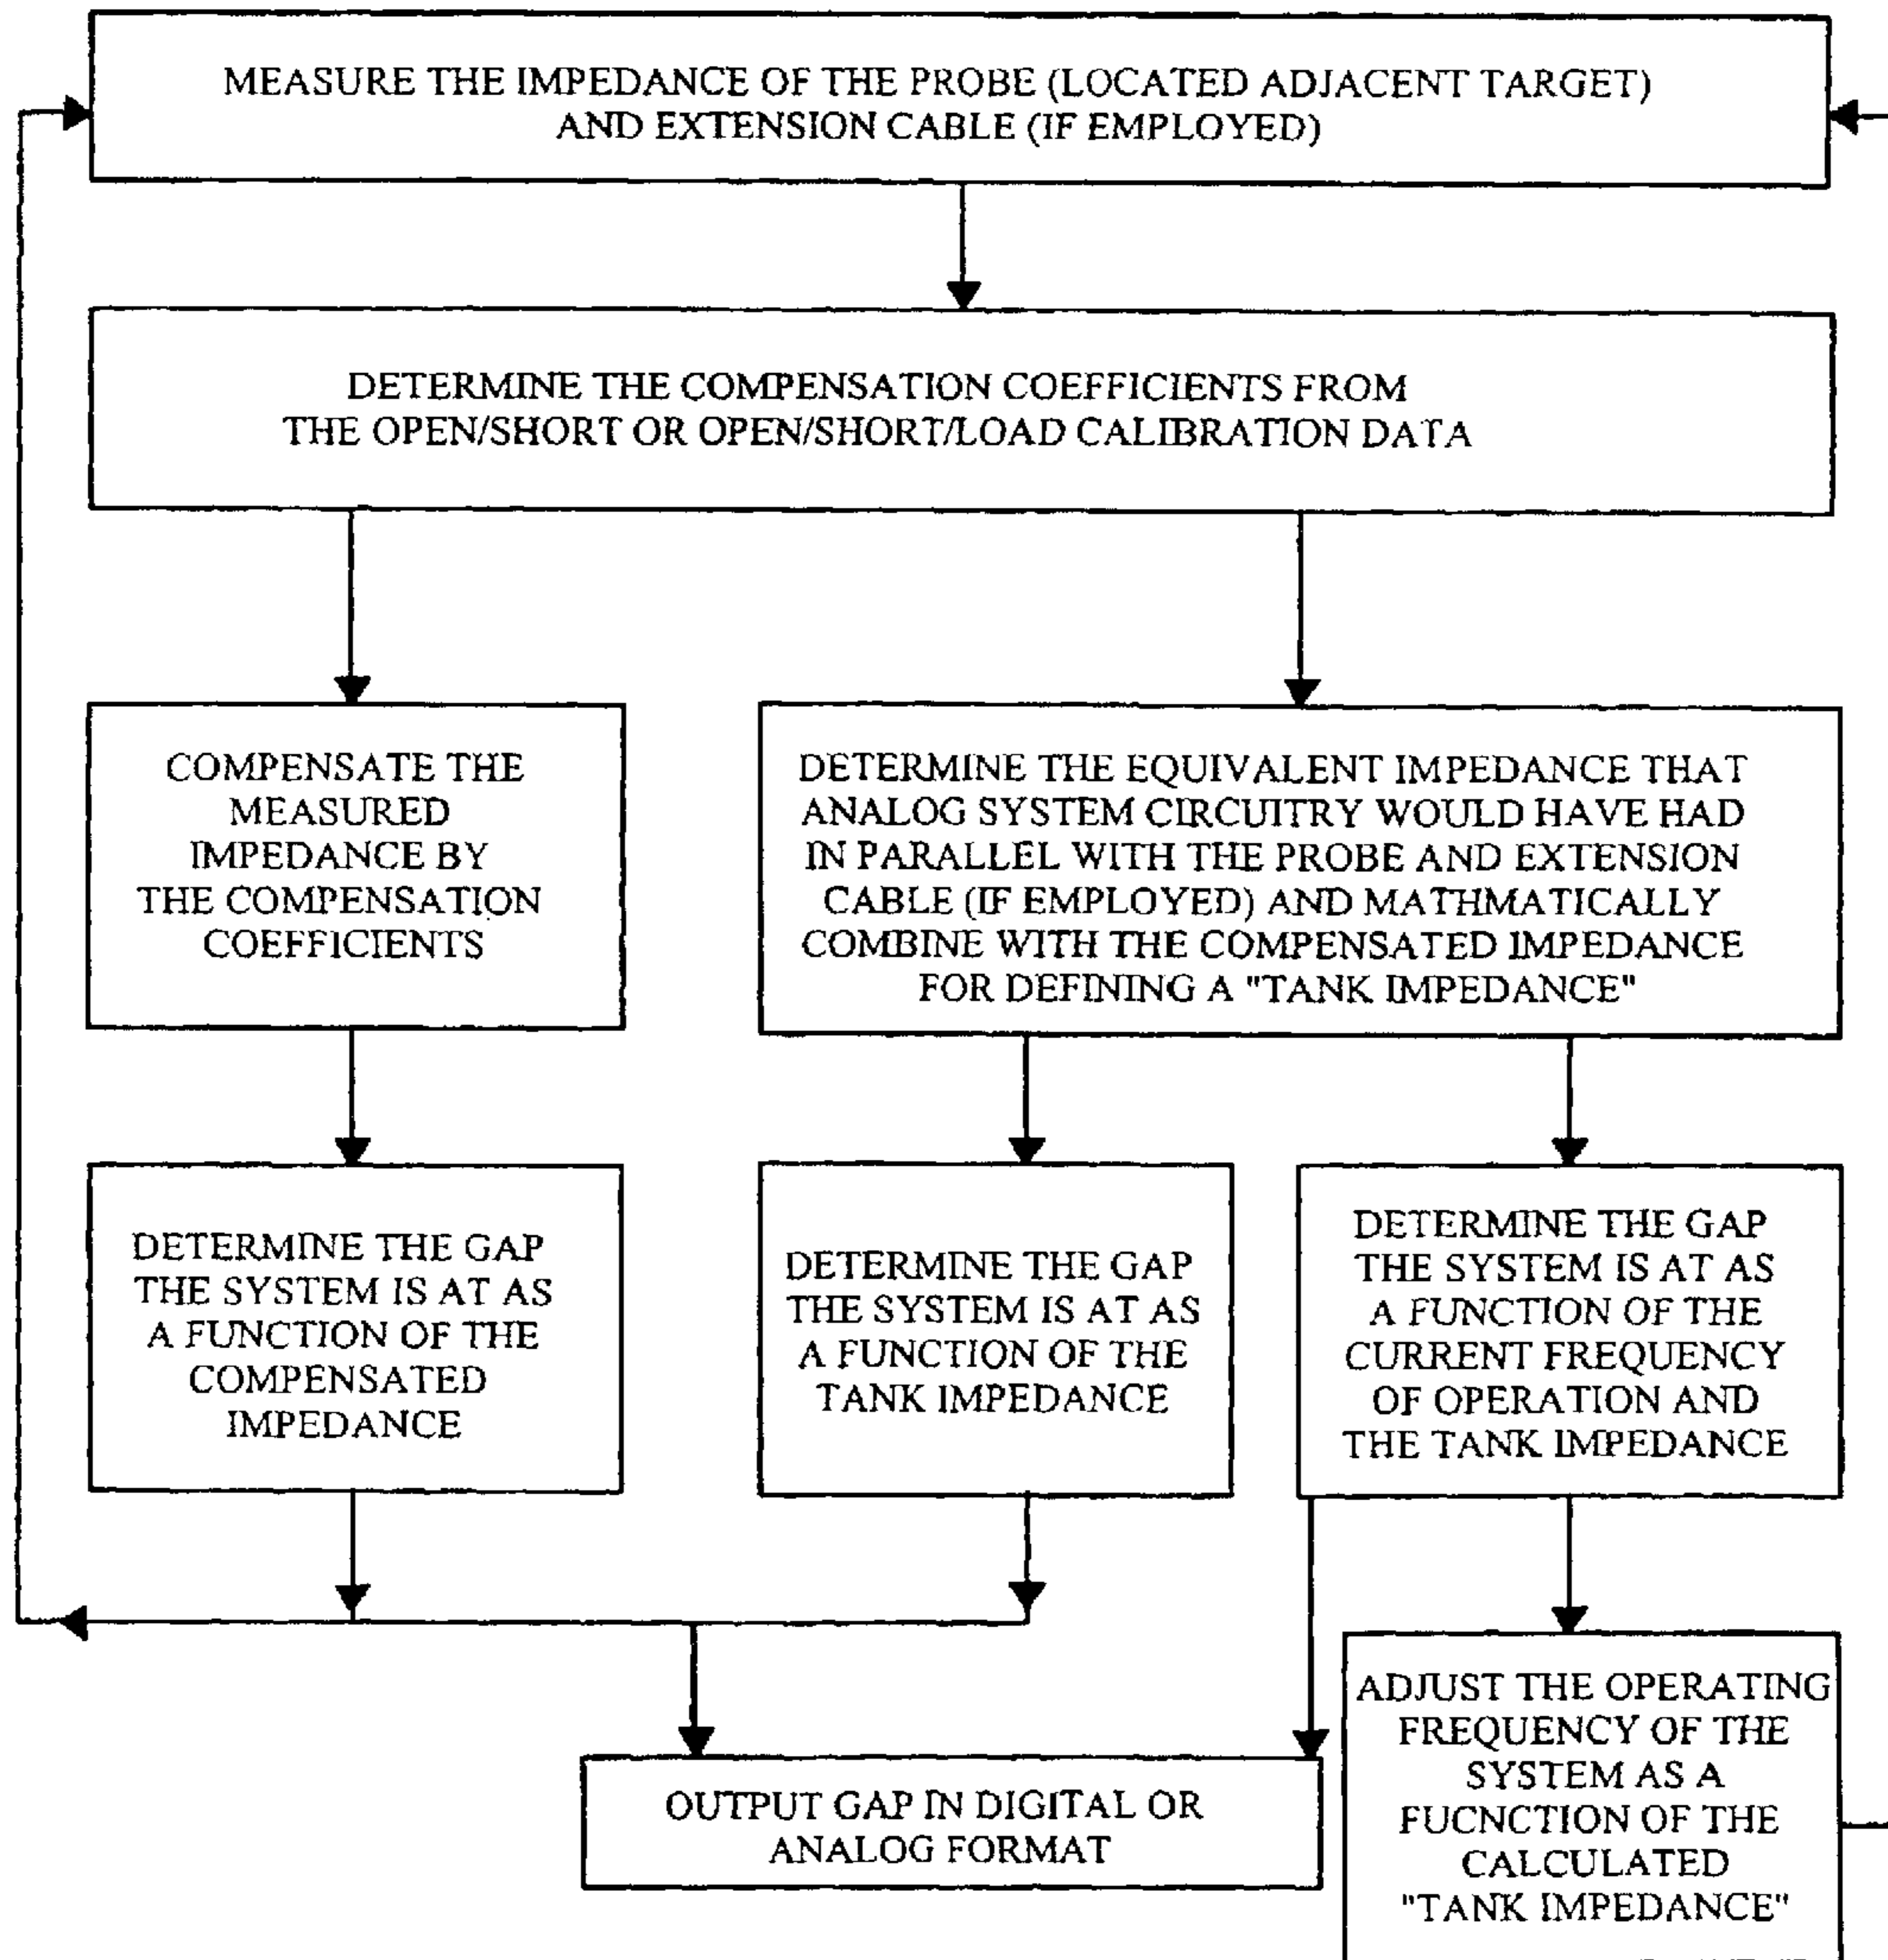 MEASURE THE IMPEDANCE OF THE PROBE (LOCATED ADJACENT TARGET)
AND EXTENSION CABLE (IF EMPLOYED)
DETERMINE THE COMPENSATION COEFFICIENTS FROM
THE OPEN/SHORT OR OPEN/SHORT/LOAD CALIBRATION DATA
COMPENSATE THE
MEASURED
IMPEDANCE BY
THE COMPENSATION
COEFFICIENTS
DETERMINE THE EQUIVALENT IMPEDANCE THAT
ANALOG SYSTEM CIRCUITRY WOULD HAVE HAD
IN PARALLEL WITH THE PROBE AND EXTENSION
CABLE (IF EMPLOYED) AND MATHMATICALLY
COMBINE WITH THE COMPENSATED IMPEDANCE
FOR DEFINING A "TANK IMPEDANCE"
DETERMINE THE GAP
THE SYSTEM IS AT AS
A FUNCTION OF THE
COMPENSATED
IMPEDANCE
DETERMINE THE GAP
THE SYSTEM IS AT AS
A FUNCTION OF THE
TANK IMPEDANCE
DETERMINE THE GAP
THE SYSTEM IS AT AS
A FUNCTION OF THE
CURRENT FREQUENCY
OF OPERATION AND
THE TANK IMPEDANCE
OUTPUT GAP IN DIGITAL OR
ANALOG FORMAT
ADJUST THE OPERATING
FREQUENCY OF THE
SYSTEM AS A
FUCNCTION OF THE
CALCULATED
"TANK IMPEDANCE"